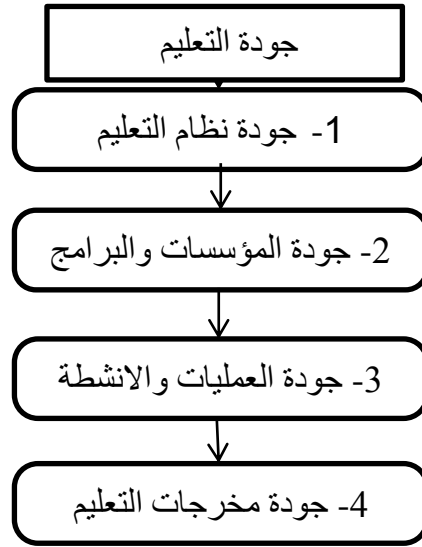 جودة التعليم
1- جودة نظام التعليم
2- جودة المؤسسات والبرامج
3- جودة العمليات والانشطة
4- جودة مخرجات التعليم